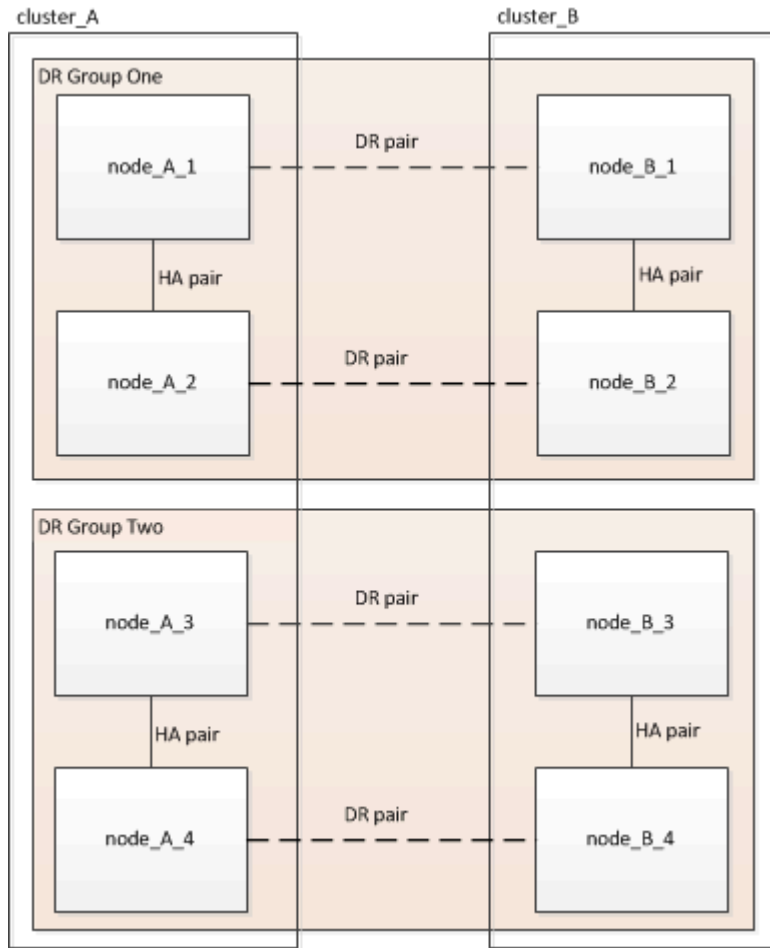 cluster_A
cluster_B
DR Group One
node_A_1
DR pair
node_B_1
HA pair
HA pair
node_A_2
DR pair
node_B_2
DR Group Two
node_A_3
DR pair
node_B_3
HA pair
HA pair
node_A_4
DR pair
node_B_4